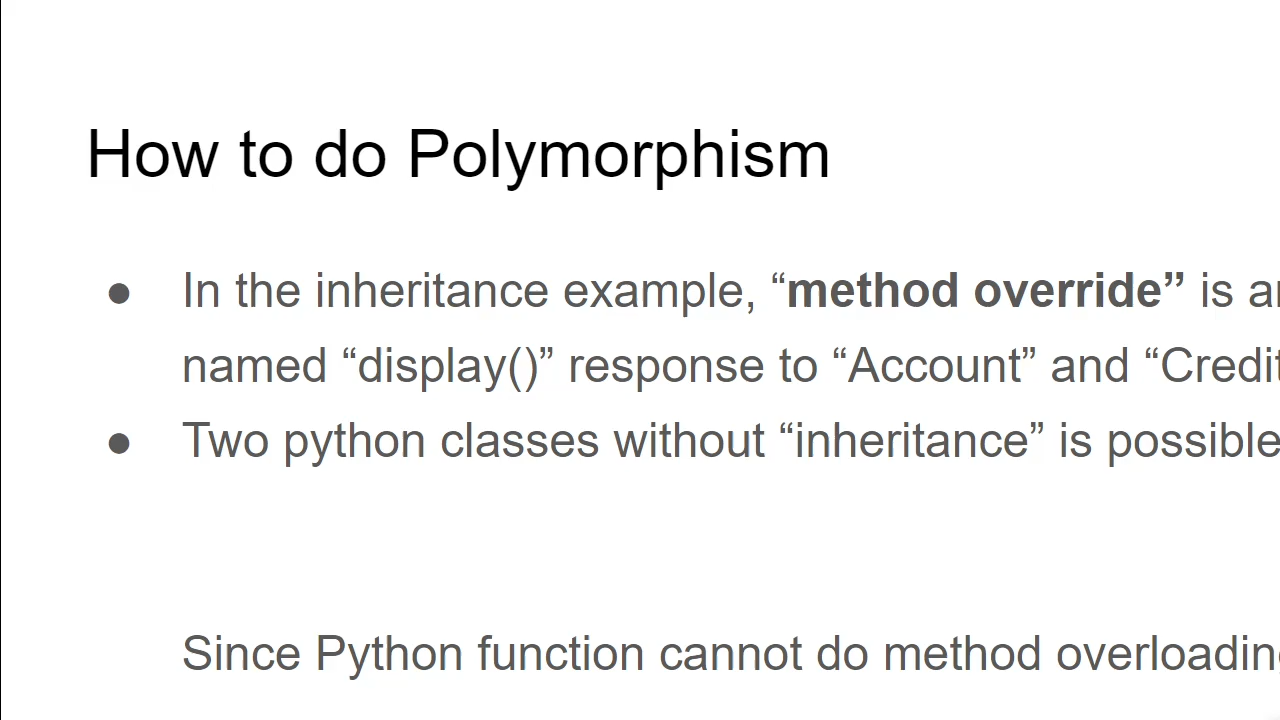 How to do Polymorphism
● In the inheritance example, “method override” is
named “display()” response to “Account” and “Credit
● Two python classes without “inheritance” is possible
Since Python function cannot do method overloading